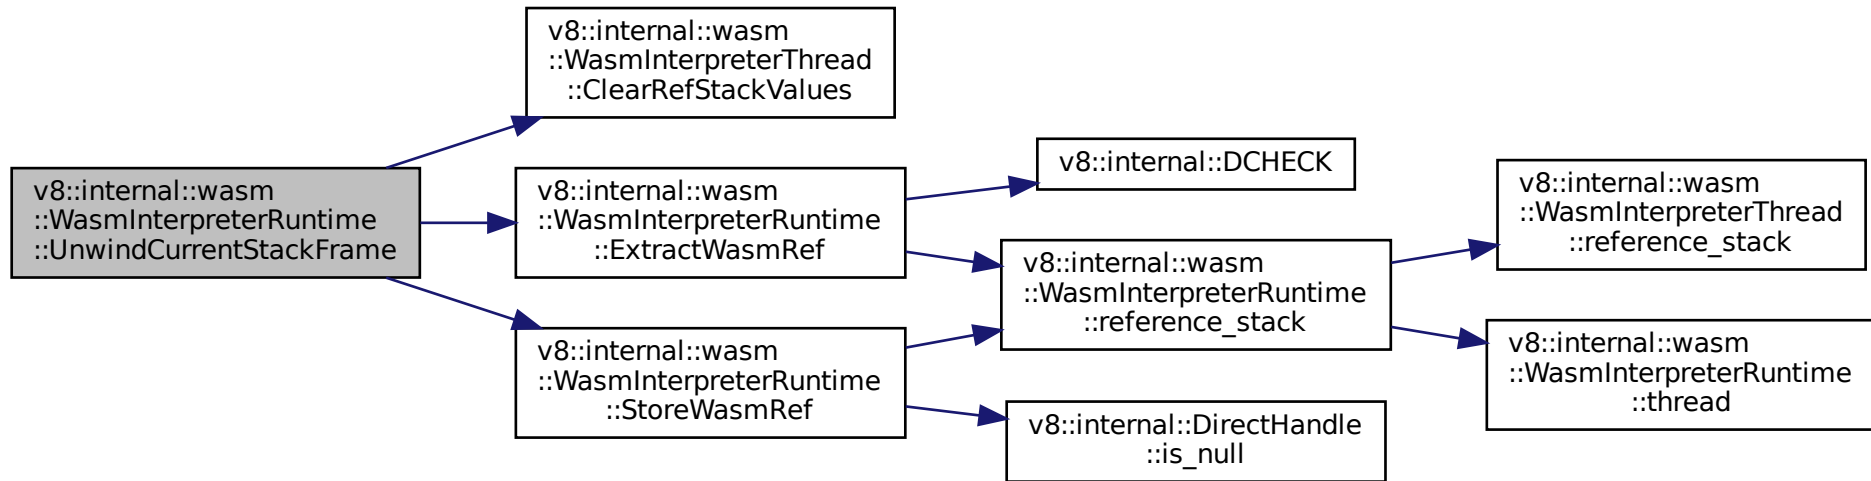 v8::internal::wasm
::WasmInterpreterRuntime
::UnwindCurrentStackFrame
v8::internal::wasm
::WasmInterpreterThread
::ClearRefStackValues
v8::internal::wasm
::WasmInterpreterRuntime
::ExtractWasmRef
v8::internal::wasm
::WasmInterpreterRuntime
::StoreWasmRef
v8::internal::DCHECK
v8::internal::wasm
::WasmInterpreterRuntime
::reference_stack
v8::internal::DirectHandle
::is_null
v8::internal::wasm
::WasmInterpreterThread
::reference_stack
v8::internal::wasm
::WasmInterpreterRuntime
::thread